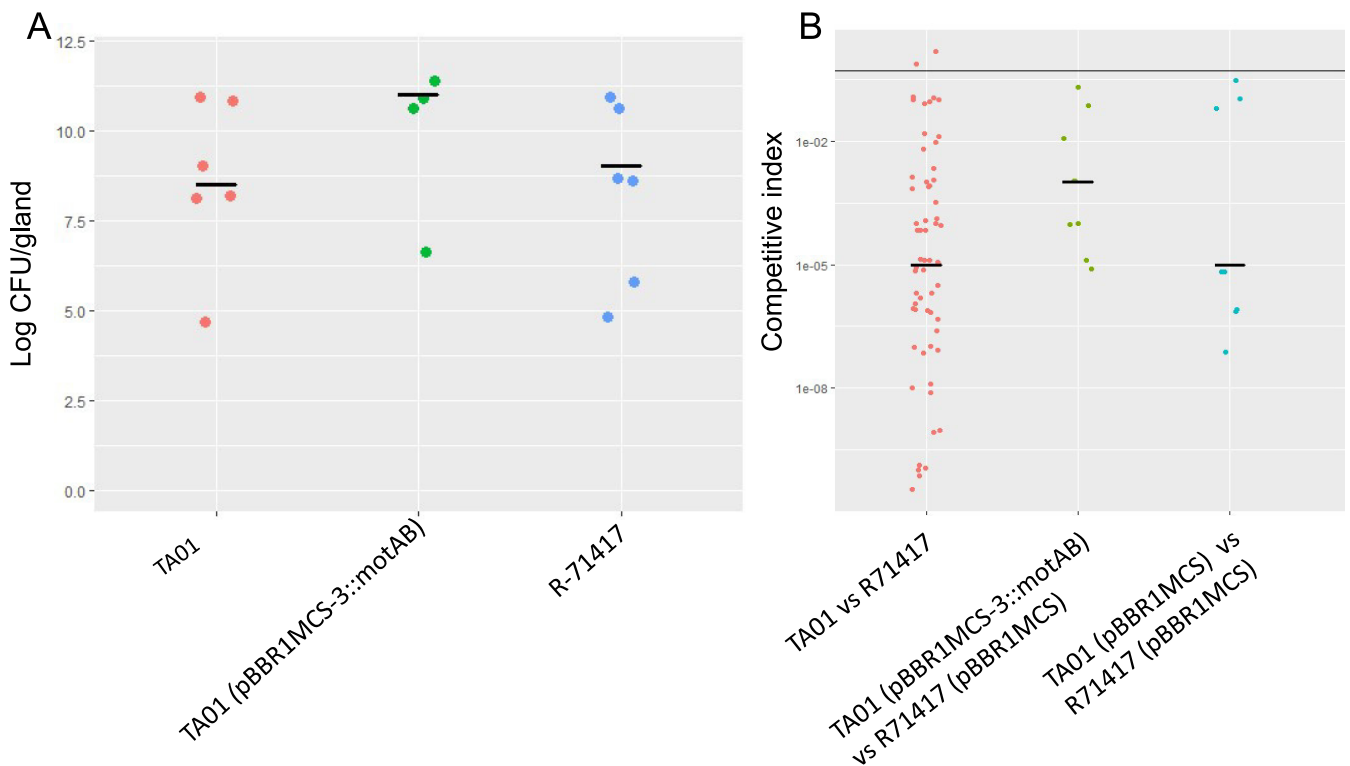 A
Log CFU/gland
12.5
10.0
7.5
5.0
2.5
0.0
TA01
TA01 (pBBR1MCS-3::motAB)
R-71417
B
Competitive index
1e-02
1e-05
1e-08
TA01 vs R71417
TA01 (pBBR1MCS-3::motAB)
vs R71417 (pBBR1MCS)
TA01 (pBBR1MCS) vs
R71417 (pBBR1MCS)